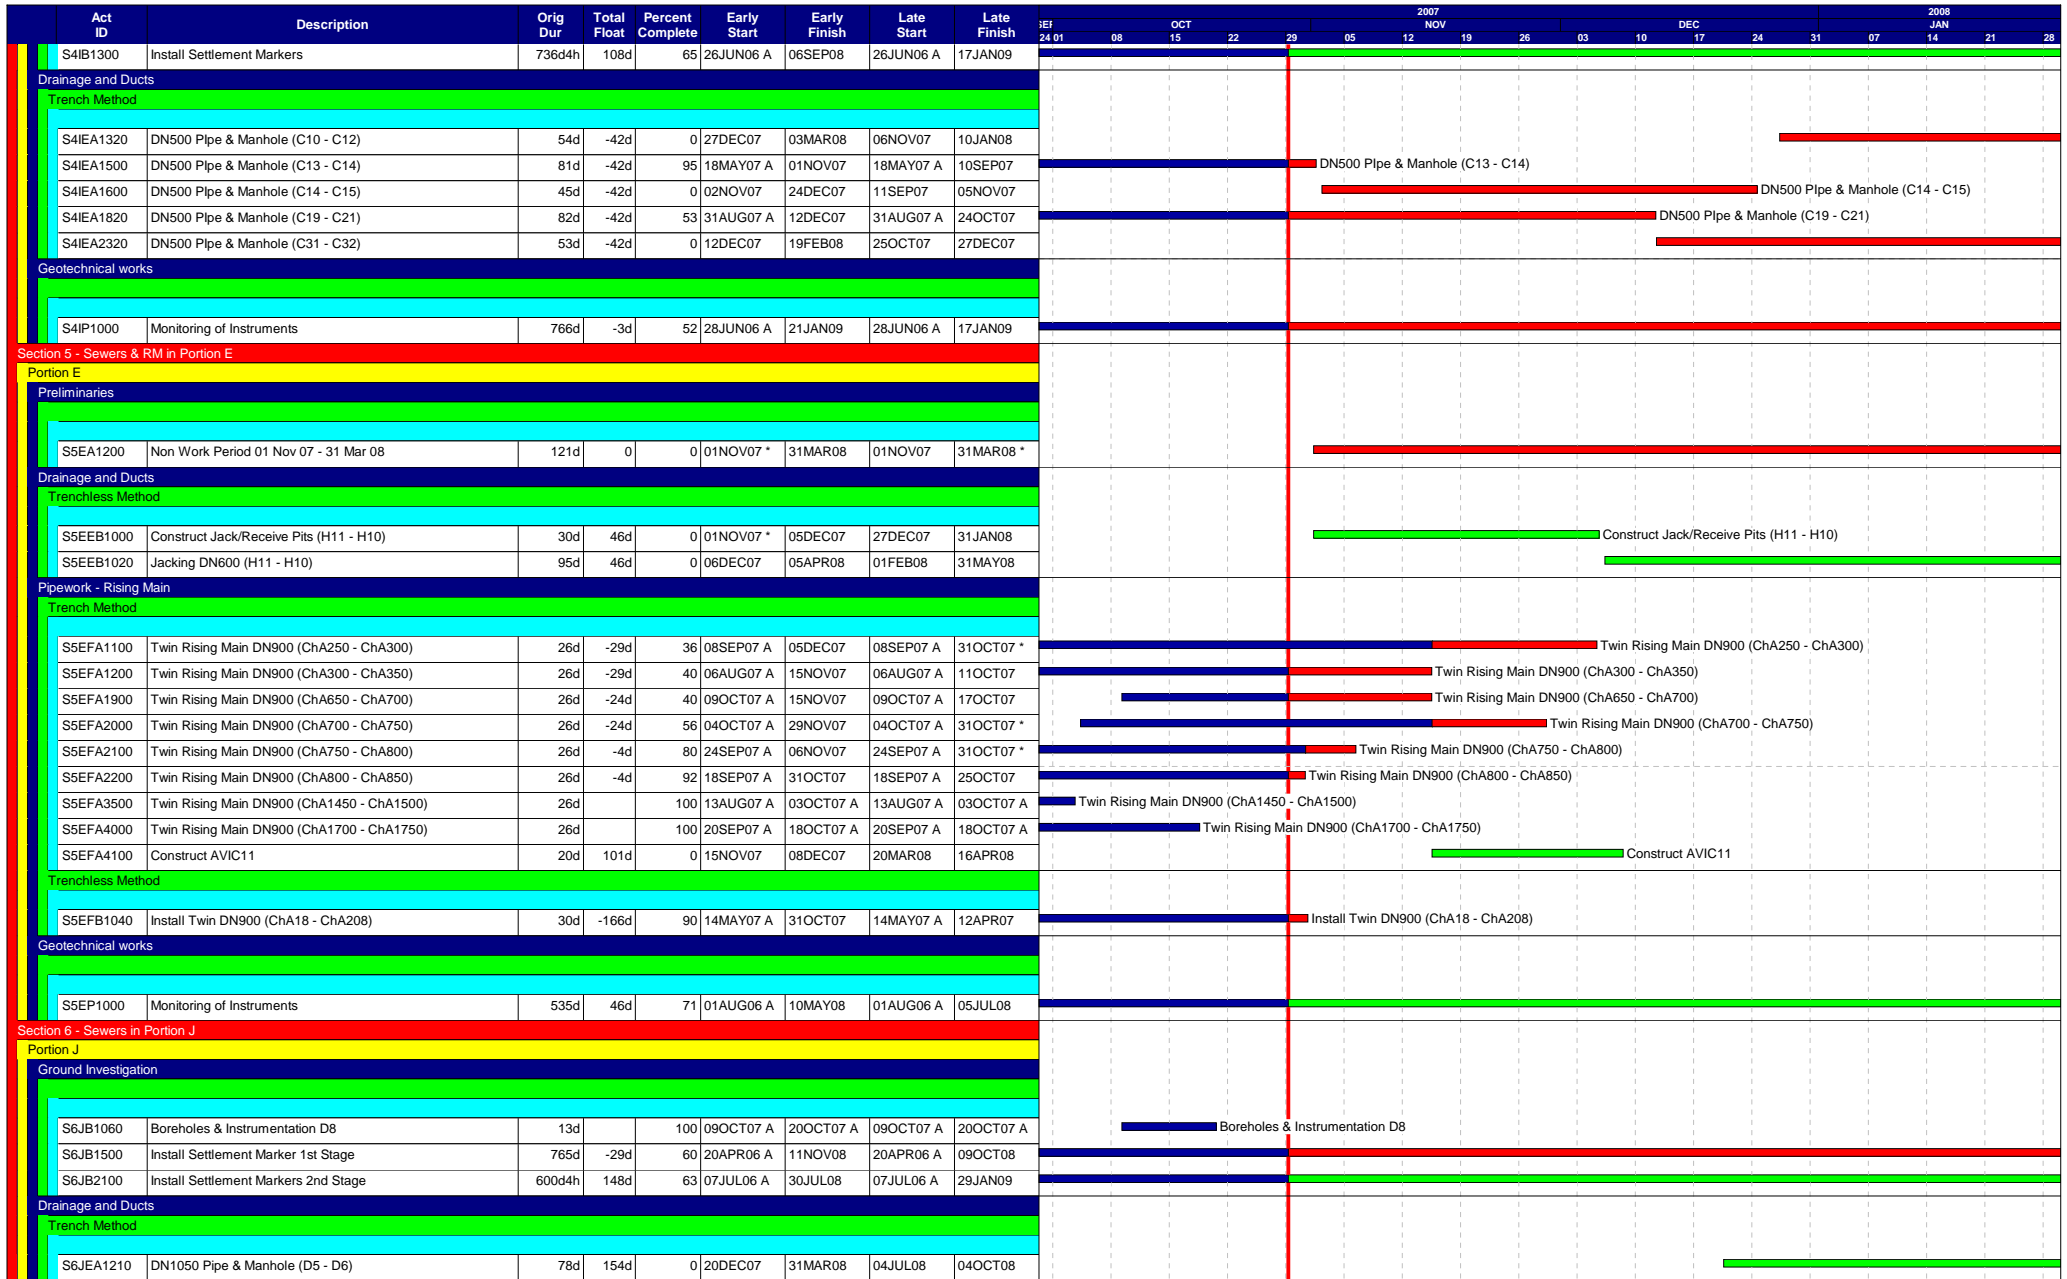 Act ID Description Orig Dur Total Float Percent Complete Early Start Early Finish Late Start Late Finish
2007 2008
SEP OCT NOV DEC JAN
24 01 08 15 22 29 05 12 19 26 03 10 17 24 31 07 14 21 28
S4IB1300 Install Settlement Markers 736d4h 108d 65 26JUN06 A 06SEP08 26JUN06 A 17JAN09
Drainage and Ducts
Trench Method
S4IEA1320 DN500 PIpe & Manhole (C10 - C12) 54d -42d 0 27DEC07 03MAR08 06NOV07 10JAN08
S4IEA1500 DN500 PIpe & Manhole (C13 - C14) 81d -42d 95 18MAY07 A 01NOV07 18MAY07 A 10SEP07 DN500 PIpe & Manhole (C13 - C14)
S4IEA1600 DN500 PIpe & Manhole (C14 - C15) 45d -42d 0 02NOV07 24DEC07 11SEP07 05NOV07 DN500 PIpe & Manhole (C14 - C15)
S4IEA1820 DN500 PIpe & Manhole (C19 - C21) 82d -42d 53 31AUG07 A 12DEC07 31AUG07 A 24OCT07 DN500 PIpe & Manhole (C19 - C21)
S4IEA2320 DN500 PIpe & Manhole (C31 - C32) 53d -42d 0 12DEC07 19FEB08 25OCT07 27DEC07
Geotechnical works
S4IP1000 Monitoring of Instruments 766d -3d 52 28JUN06 A 21JAN09 28JUN06 A 17JAN09
Section 5 - Sewers & RM in Portion E
Portion E
Preliminaries
S5EA1200 Non Work Period 01 Nov 07 - 31 Mar 08 121d 0 0 01NOV07 * 31MAR08 01NOV07 31MAR08 *
Drainage and Ducts
Trenchless Method
S5EEB1000 Construct Jack/Receive Pits (H11 - H10) 30d 46d 0 01NOV07 * 05DEC07 27DEC07 31JAN08 Construct Jack/Receive Pits (H11 - H10)
S5EEB1020 Jacking DN600 (H11 - H10) 95d 46d 0 06DEC07 05APR08 01FEB08 31MAY08
Pipework - Rising Main
Trench Method
S5EFA1100 Twin Rising Main DN900 (ChA250 - ChA300) 26d -29d 36 08SEP07 A 05DEC07 08SEP07 A 31OCT07 * Twin Rising Main DN900 (ChA250 - ChA300)
S5EFA1200 Twin Rising Main DN900 (ChA300 - ChA350) 26d -29d 40 06AUG07 A 15NOV07 06AUG07 A 11OCT07 Twin Rising Main DN900 (ChA300 - ChA350)
S5EFA1900 Twin Rising Main DN900 (ChA650 - ChA700) 26d -24d 40 09OCT07 A 15NOV07 09OCT07 A 17OCT07 Twin Rising Main DN900 (ChA650 - ChA700)
S5EFA2000 Twin Rising Main DN900 (ChA700 - ChA750) 26d -24d 56 04OCT07 A 29NOV07 04OCT07 A 31OCT07 * Twin Rising Main DN900 (ChA700 - ChA750)
S5EFA2100 Twin Rising Main DN900 (ChA750 - ChA800) 26d -4d 80 24SEP07 A 06NOV07 24SEP07 A 31OCT07 * Twin Rising Main DN900 (ChA750 - ChA800)
S5EFA2200 Twin Rising Main DN900 (ChA800 - ChA850) 26d -4d 92 18SEP07 A 31OCT07 18SEP07 A 25OCT07 Twin Rising Main DN900 (ChA800 - ChA850)
S5EFA3500 Twin Rising Main DN900 (ChA1450 - ChA1500) 26d 100 13AUG07 A 03OCT07 A 13AUG07 A 03OCT07 A Twin Rising Main DN900 (ChA1450 - ChA1500)
S5EFA4000 Twin Rising Main DN900 (ChA1700 - ChA1750) 26d 100 20SEP07 A 18OCT07 A 20SEP07 A 18OCT07 A Twin Rising Main DN900 (ChA1700 - ChA1750)
S5EFA4100 Construct AVIC11 20d 101d 0 15NOV07 08DEC07 20MAR08 16APR08 Construct AVIC11
Trenchless Method
S5EFB1040 Install Twin DN900 (ChA18 - ChA208) 30d -166d 90 14MAY07 A 31OCT07 14MAY07 A 12APR07 Install Twin DN900 (ChA18 - ChA208)
Geotechnical works
S5EP1000 Monitoring of Instruments 535d 46d 71 01AUG06 A 10MAY08 01AUG06 A 05JUL08
Section 6 - Sewers in Portion J
Portion J
Ground Investigation
S6JB1060 Boreholes & Instrumentation D8 13d 100 09OCT07 A 20OCT07 A 09OCT07 A 20OCT07 A Boreholes & Instrumentation D8
S6JB1500 Install Settlement Marker 1st Stage 765d -29d 60 20APR06 A 11NOV08 20APR06 A 09OCT08
S6JB2100 Install Settlement Markers 2nd Stage 600d4h 148d 63 07JUL06 A 30JUL08 07JUL06 A 29JAN09
Drainage and Ducts
Trench Method
S6JEA1210 DN1050 Pipe & Manhole (D5 - D6) 78d 154d 0 20DEC07 31MAR08 04JUL08 04OCT08